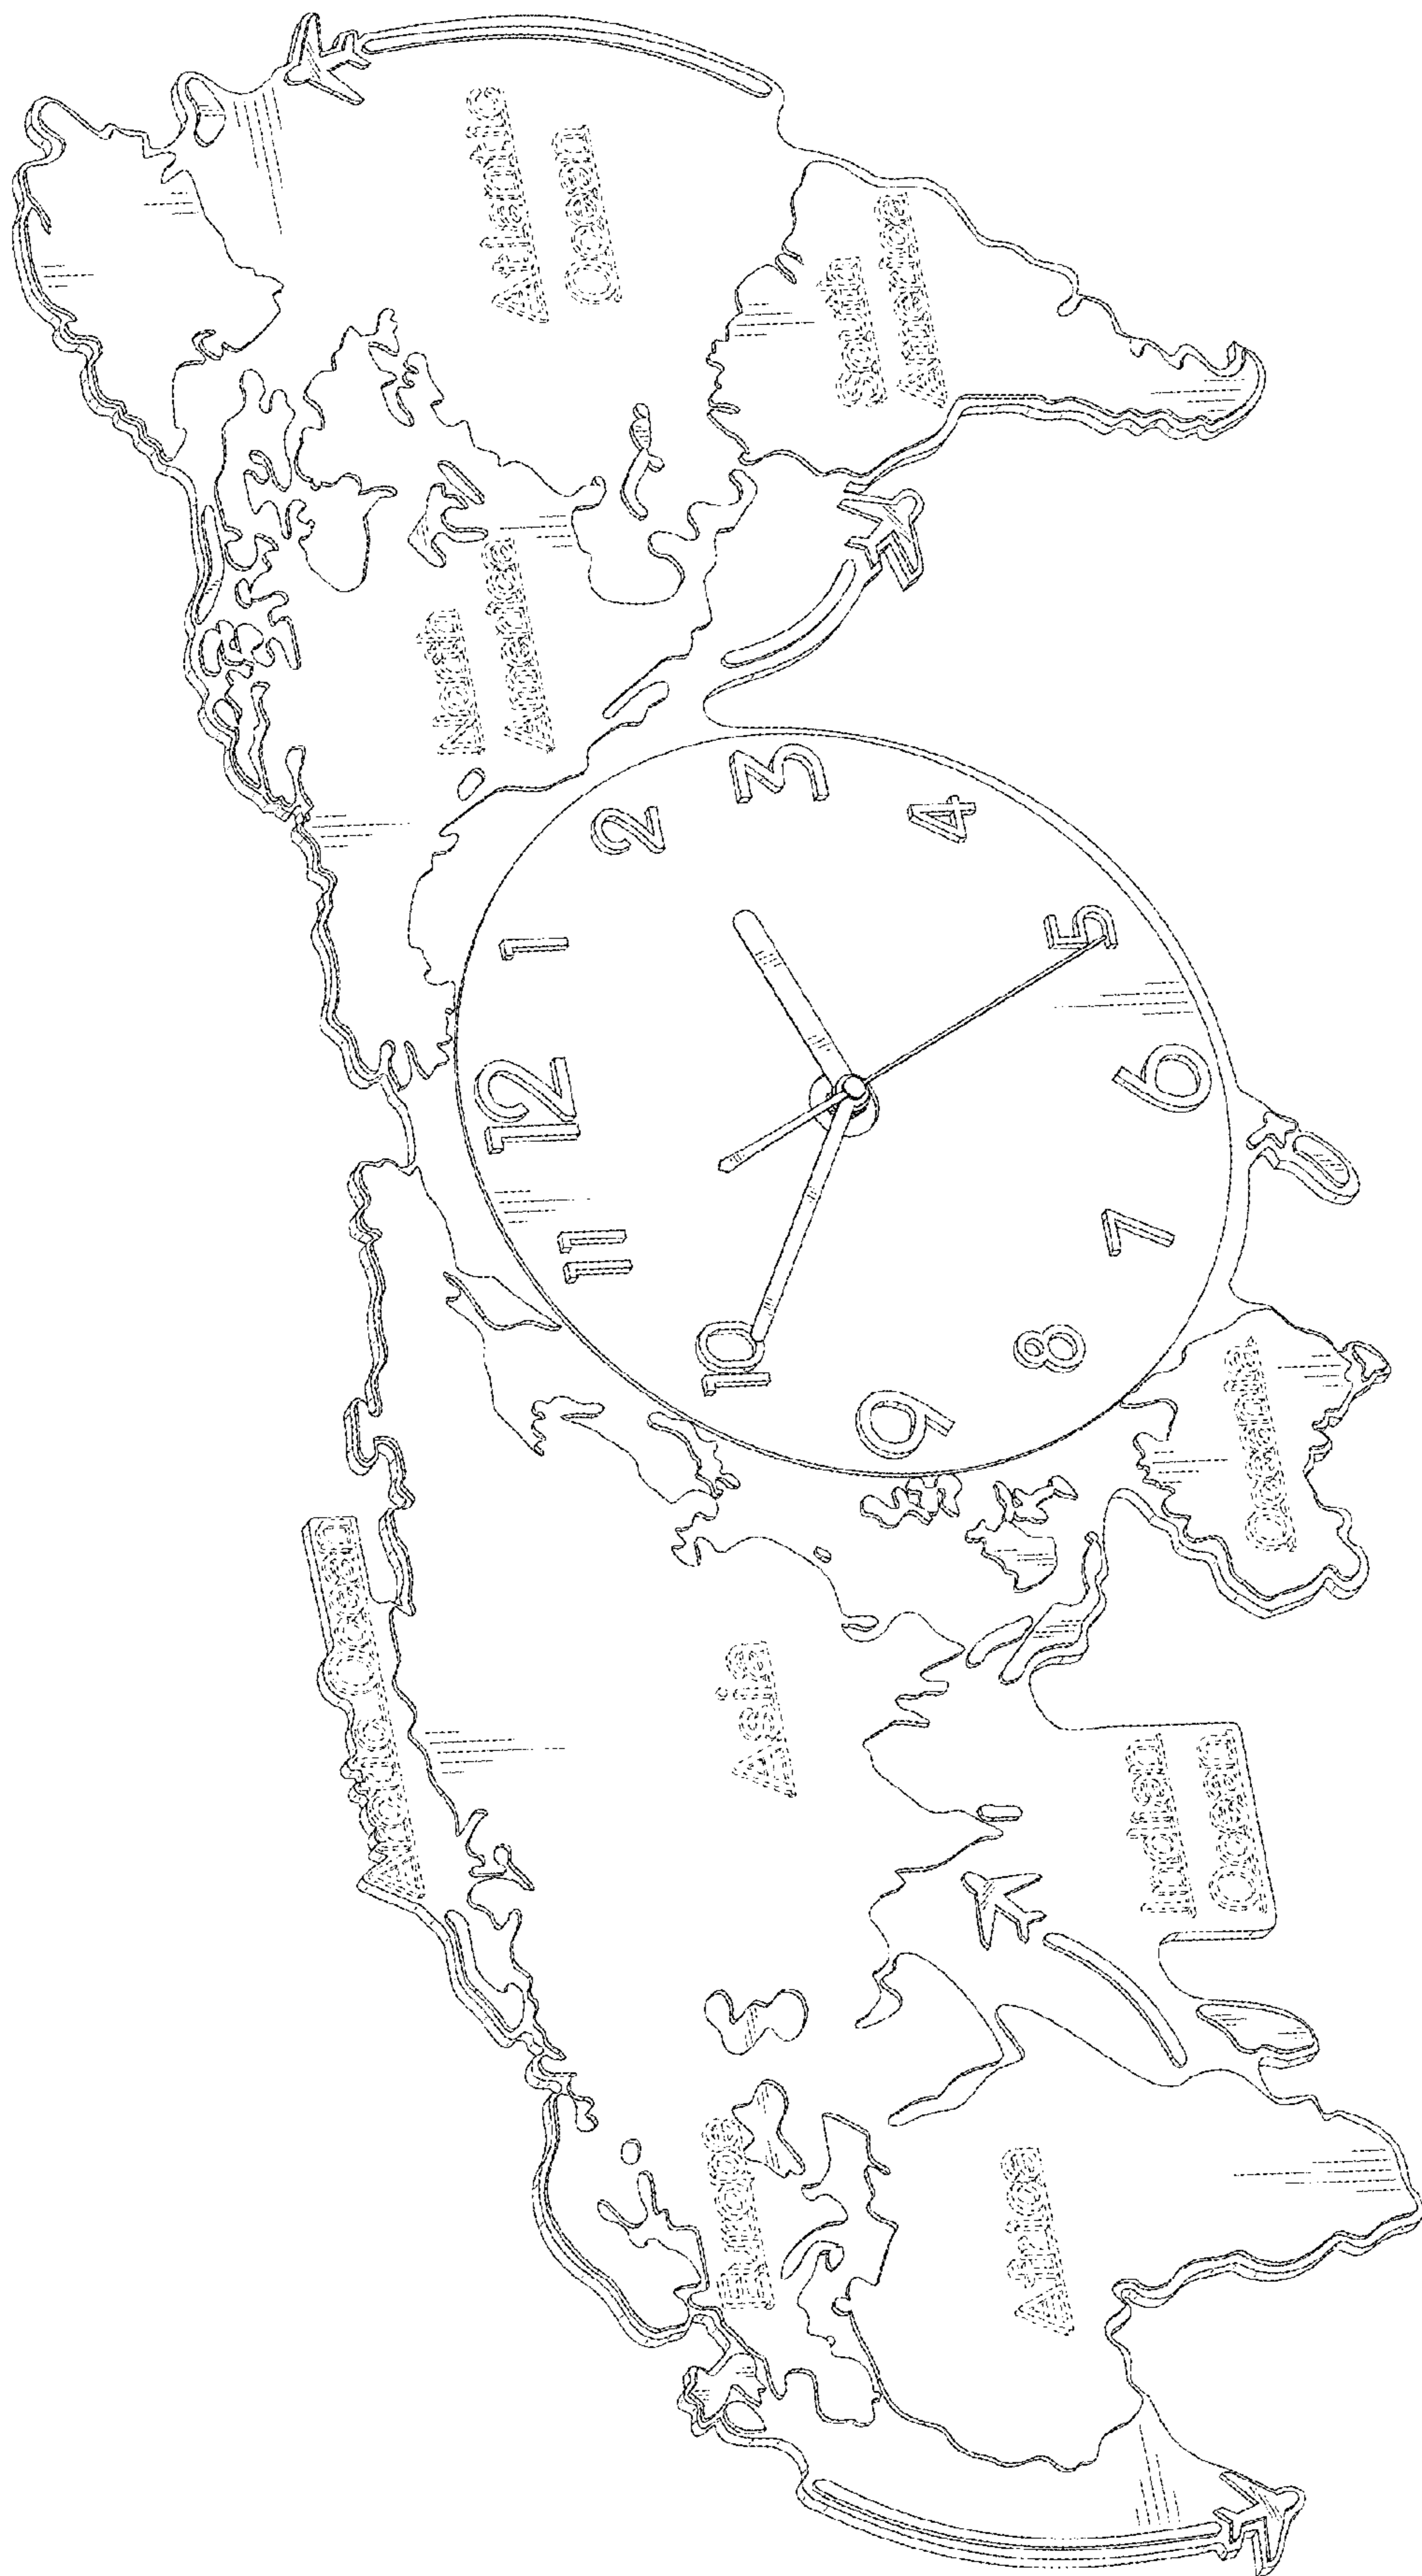 Arctic Ocean
Europe
Asia
North
America
Atlantic
Ocean
Africa
Indian
Ocean
Oceania
South
America
12
1
2
3
4
5
6
7
8
9
10
11